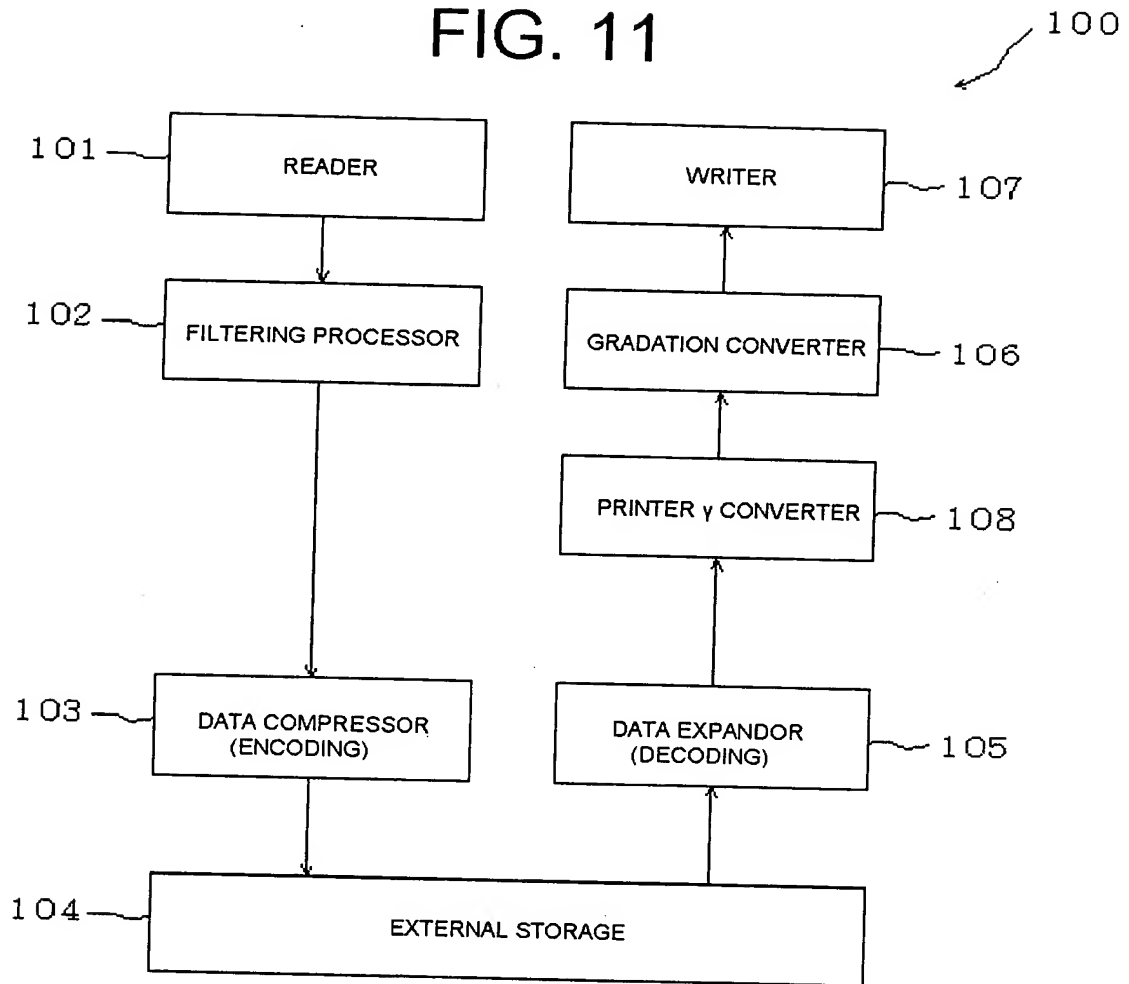 FIG. 11
100
101
READER
WRITER
107
102
FILTERING PROCESSOR
GRADATION CONVERTER
106
PRINTER γ CONVERTER
108
103
DATA COMPRESSOR
(ENCODING)
DATA EXPANDOR
(DECODING)
105
104
EXTERNAL STORAGE